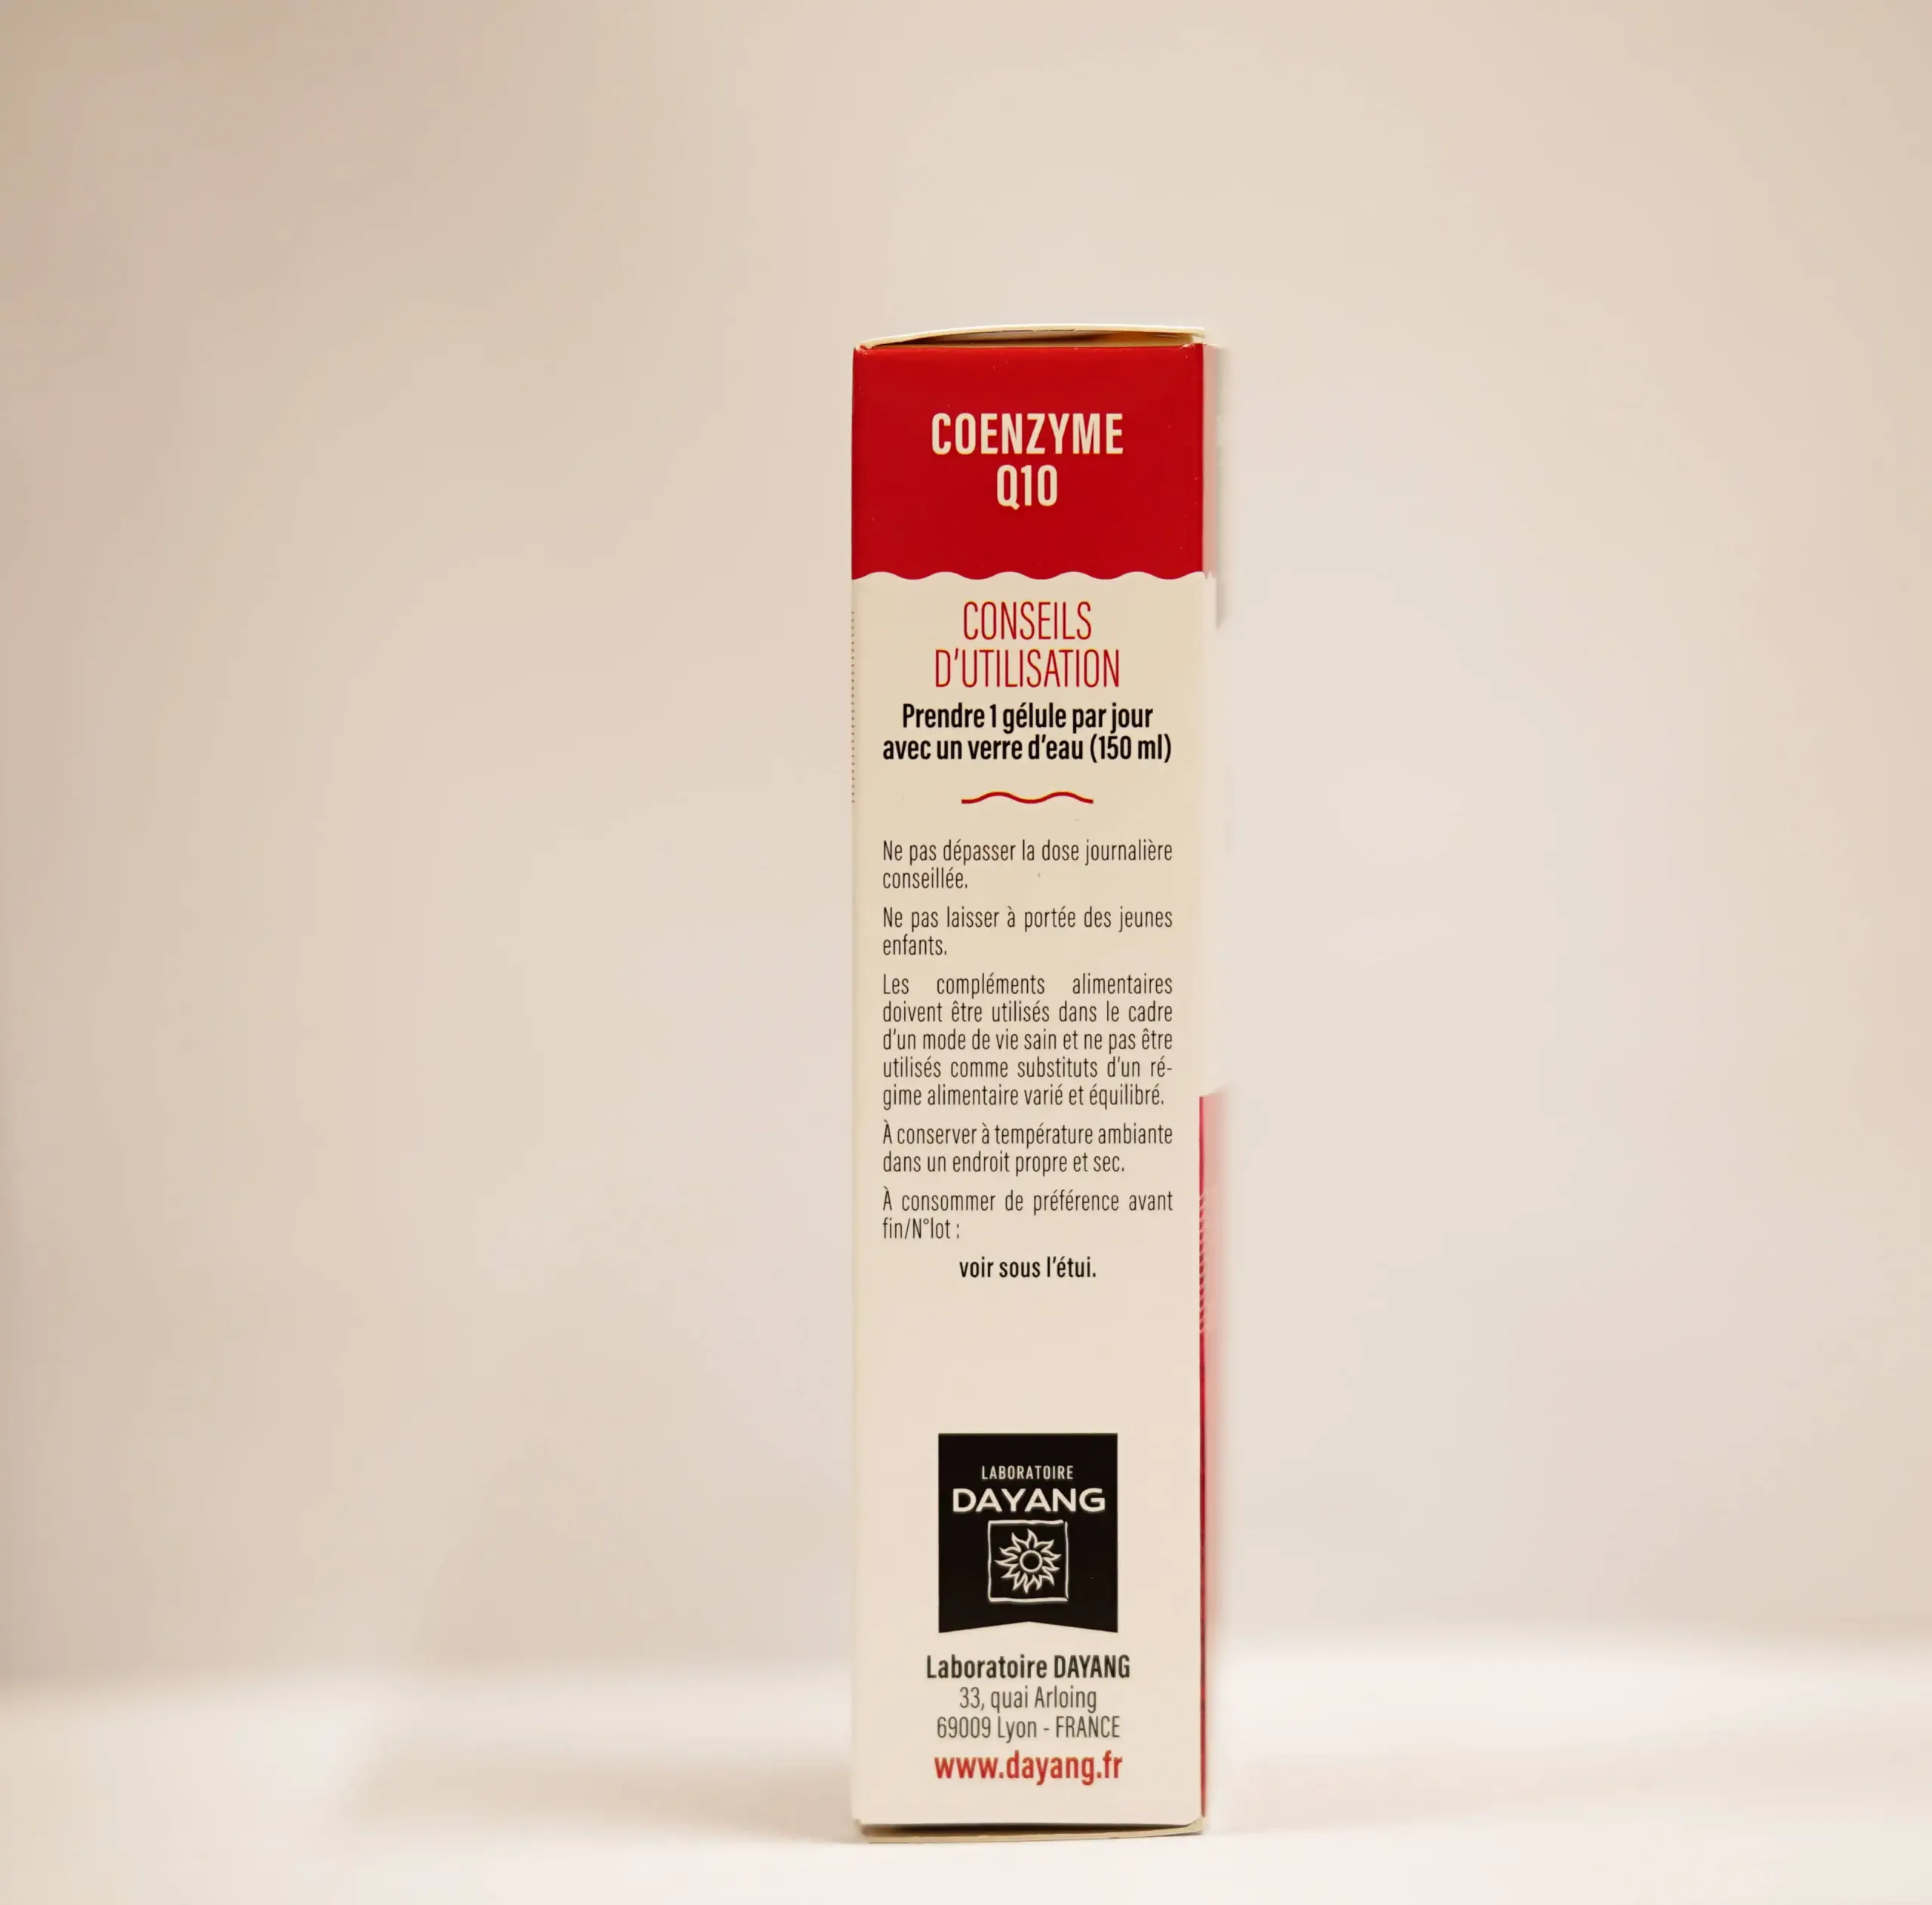 COENZYME
Q10
CONSEILS
D'UTILISATION
Prendre 1 gélule par jour
avec un verre d'eau (150 ml)
Ne pas dépasser la dose journalière
conseillée.
Ne pas laisser à portée des jeunes
enfants.
Les compléments alimentaires
doivent être utilisés dans le cadre
d'un mode de vie sain et ne pas être
utilisés comme substituts d'un ré-
gime alimentaire varié et équilibré.
À conserver à température ambiante
dans un endroit propre et sec.
À consommer de préférence avant
fin/N°lot :
voir sous l'étui.
LABORATOIRE
DAYANG
Laboratoire DAYANG
33, quai Arloing
69009 Lyon - FRANCE
www.dayang.fr